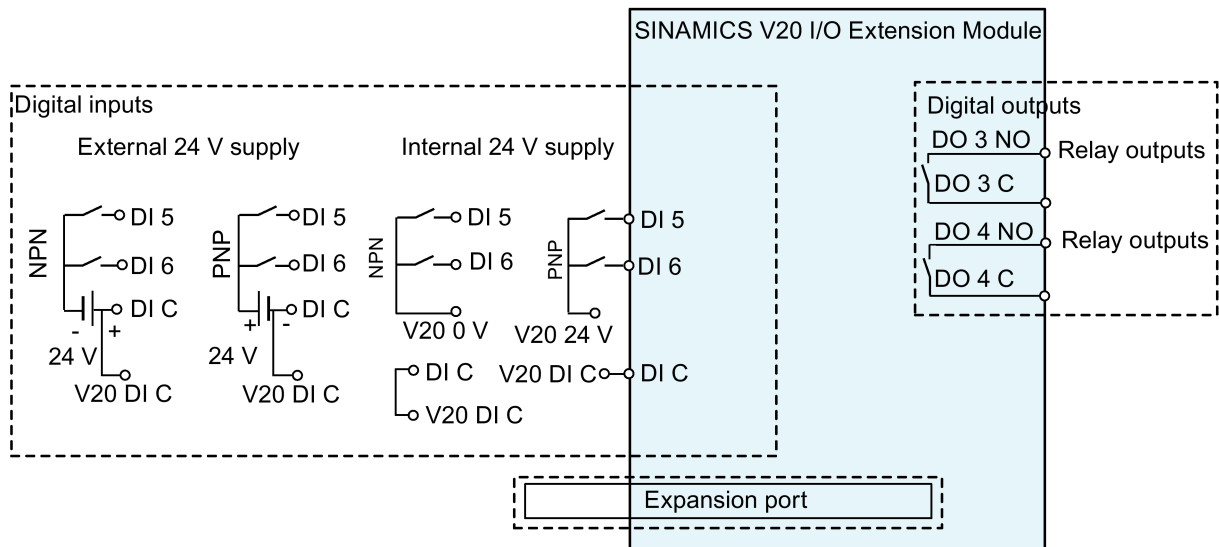 SINAMICS V20 I/O Extension Module
Digital inputs
External 24 V supply
NPN
DI 5
DI 6
DI C
- +
24 V
V20 DI C
PNP
DI 5
DI 6
DI C
+ -
24 V
V20 DI C
Internal 24 V supply
NPN
DI 5
DI 6
V20 0 V
DI C
V20 DI C
PNP
DI 5
DI 6
V20 24 V
V20 DI C
DI C
Digital outputs
DO 3 NO
Relay outputs
DO 3 C
DO 4 NO
Relay outputs
DO 4 C
Expansion port